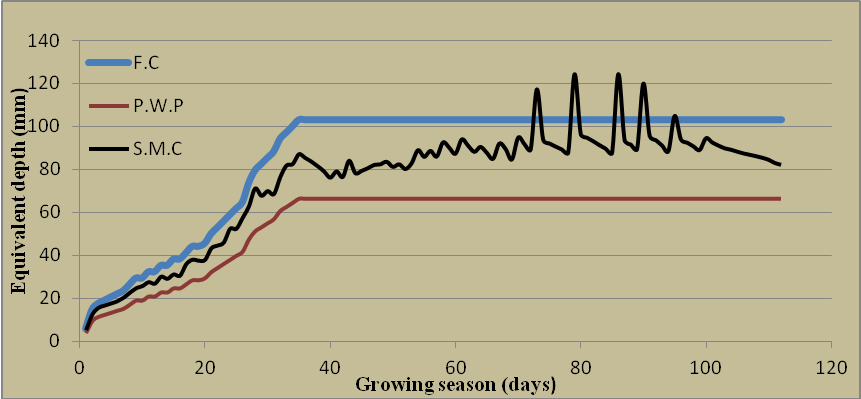 140
120
100
80
60
40
20
0
F.C
P.W.P
S.M.C
Equivalent depth (mm)
0 20 40 60 80 100 120
Growing season (days)